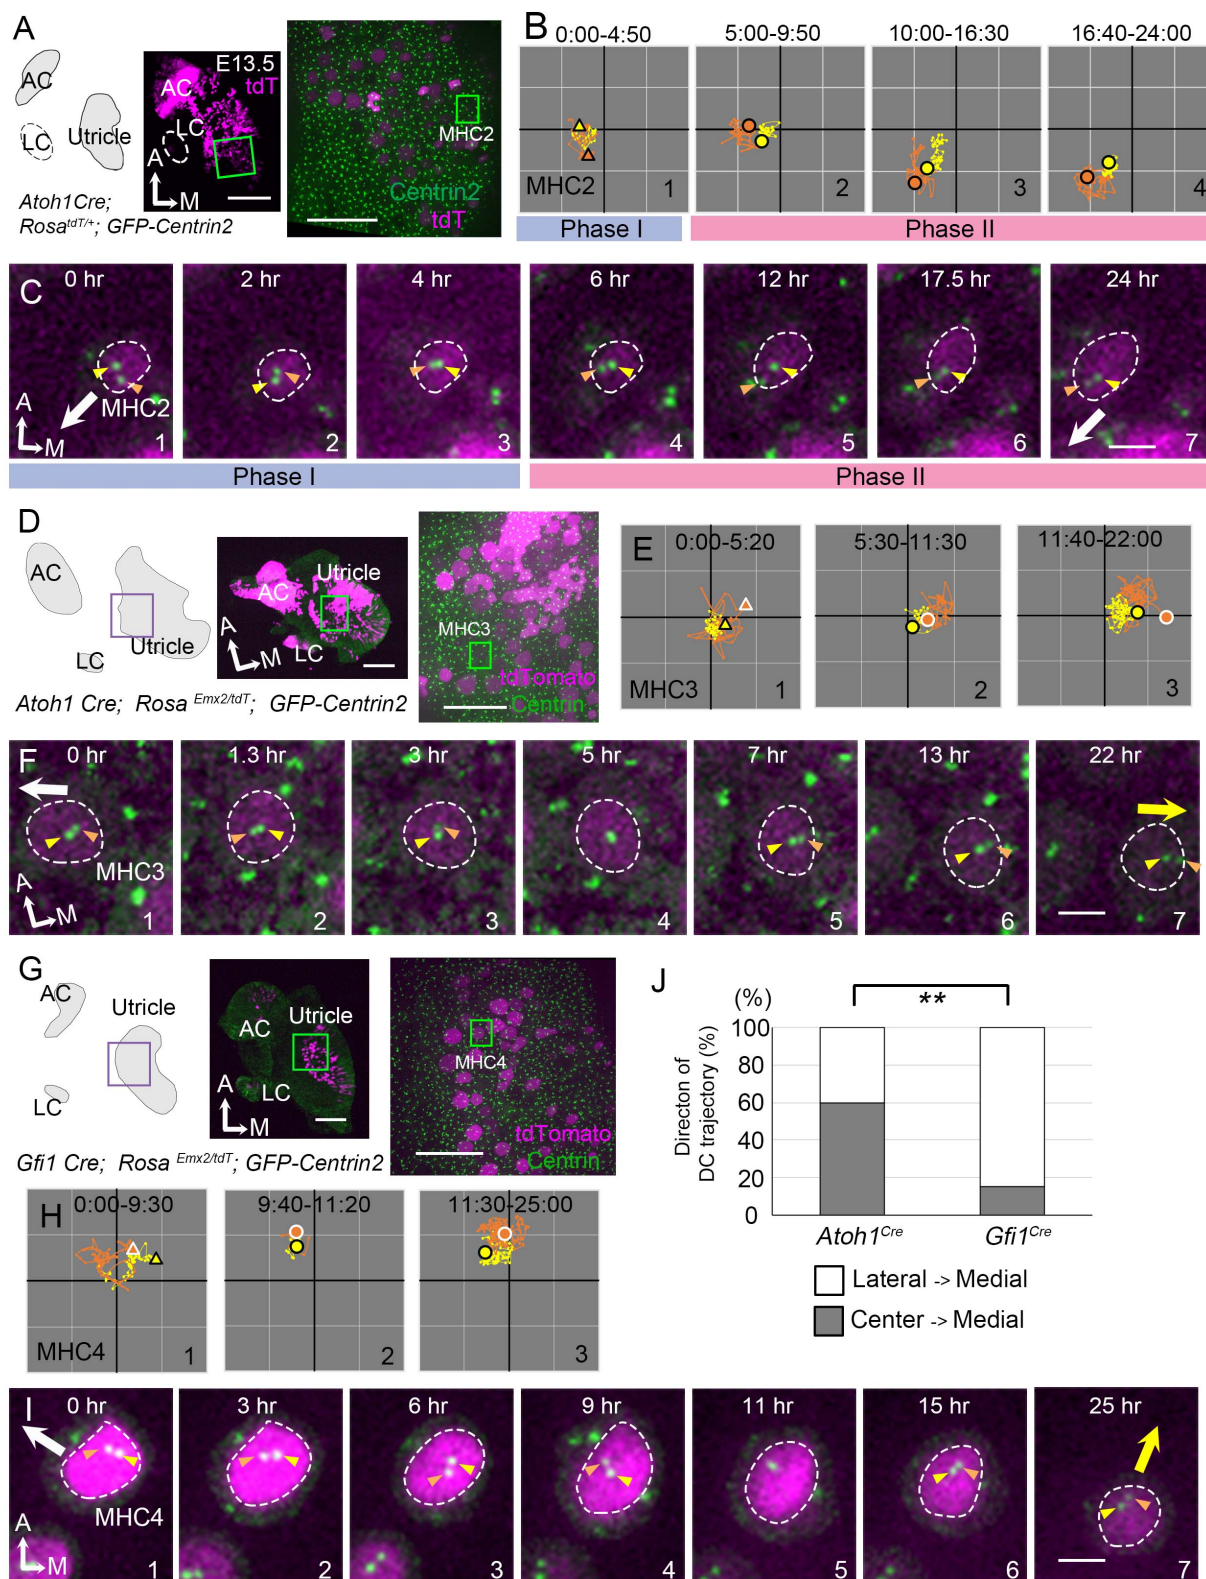 A
AC
LC
Utricle
Atoh1Cre;
Rosa^tdT/+; GFP-Centrin2
E13.5
tdT
AC
LC
A
M
MHC2
Centrin2
tdT
B
0:00-4:50
5:00-9:50
10:00-16:30
16:40-24:00
MHC2
1
2
3
4
Phase I
Phase II
C
0 hr
2 hr
4 hr
6 hr
12 hr
17.5 hr
24 hr
MHC2
A
M
1
2
3
4
5
6
7
Phase I
Phase II
D
AC
LC
Utricle
Atoh1 Cre; Rosa ^Emx2/tdT; GFP-Centrin2
Utricle
AC
A
M
LC
MHC3
tdTomato
Centrin
E
0:00-5:20
5:30-11:30
11:40-22:00
MHC3
1
2
3
F
0 hr
1.3 hr
3 hr
5 hr
7 hr
13 hr
22 hr
MHC3
A
M
1
2
3
4
5
6
7
G
AC
Utricle
LC
Gfi1 Cre; Rosa ^Emx2/tdT; GFP-Centrin2
Utricle
AC
A
LC
M
MHC4
tdTomato
Centrin
H
0:00-9:30
9:40-11:20
11:30-25:00
MHC4
1
2
3
J
(%)
**
Directon of
DC trajectory (%)
100
80
60
40
20
0
Atoh1^Cre
Gfi1^Cre
Lateral -> Medial
Center -> Medial
I
0 hr
3 hr
6 hr
9 hr
11 hr
15 hr
25 hr
MHC4
A
M
1
2
3
4
5
6
7